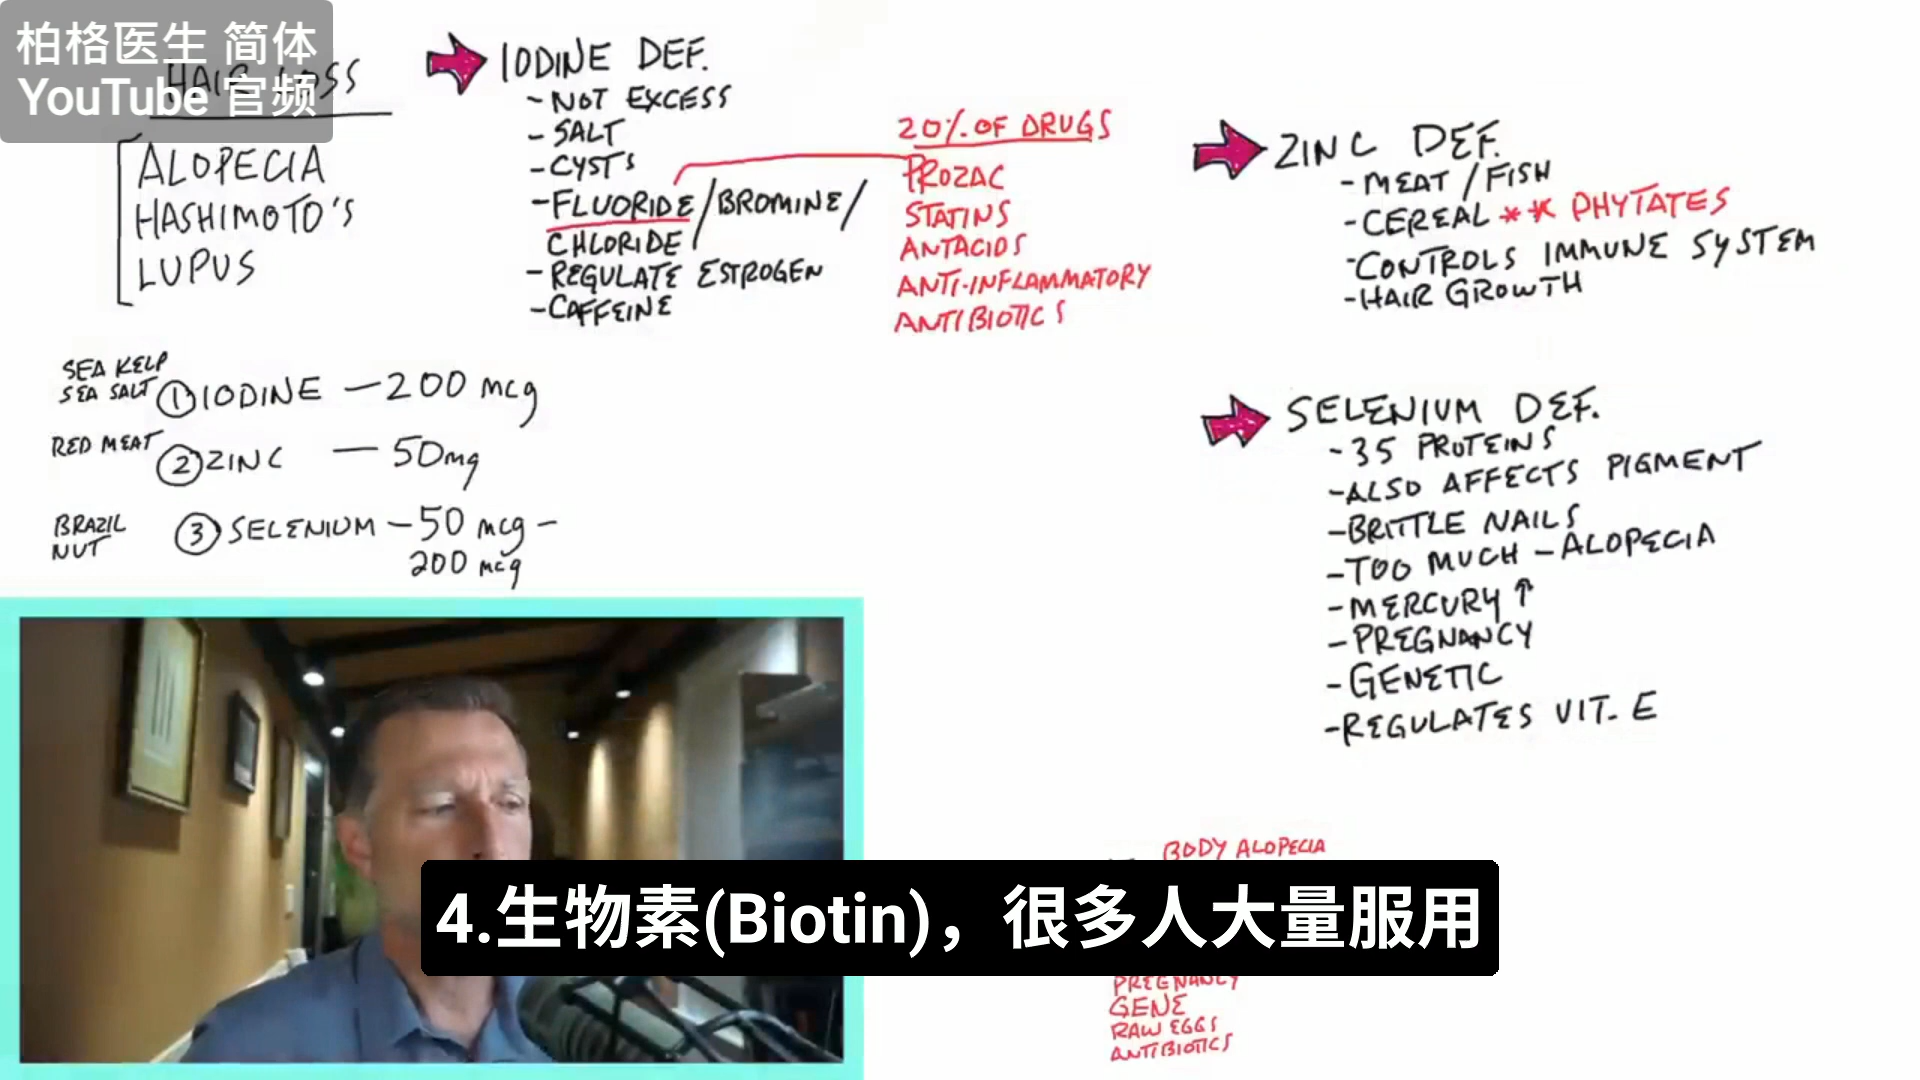 柏格医生 简体
YouTube 官频
HAIR LOSS
ALOPECIA
HASHIMOTO'S
LUPUS
IODINE DEF.
- NOT EXCESS
- SALT
- CYSTS
- FLUORIDE/BROMINE/
CHLORIDE
- REGULATE ESTROGEN
- CAFFEINE
20% OF DRUGS
PROZAC
STATINS
ANTACIDS
ANTI-INFLAMMATORY
ANTIBIOTICS
ZINC DEF.
- MEAT/FISH
- CEREAL ** PHYTATES
- CONTROLS IMMUNE SYSTEM
- HAIR GROWTH
SEA KELP
SEA SALT ① IODINE — 200 mcg
RED MEAT ② ZINC — 50mg
BRAZIL
NUT ③ SELENIUM - 50 mcg -
200 mcg
SELENIUM DEF.
- 35 PROTEINS
- ALSO AFFECTS PIGMENT
- BRITTLE NAILS
- TOO MUCH - ALOPECIA
- MERCURY ↑
- PREGNANCY
- GENETIC
- REGULATES VIT. E
BODY ALOPECIA
4.生物素(Biotin)，很多人大量服用
PREGNANCY
GENE
RAW EGGS
ANTIBIOTICS